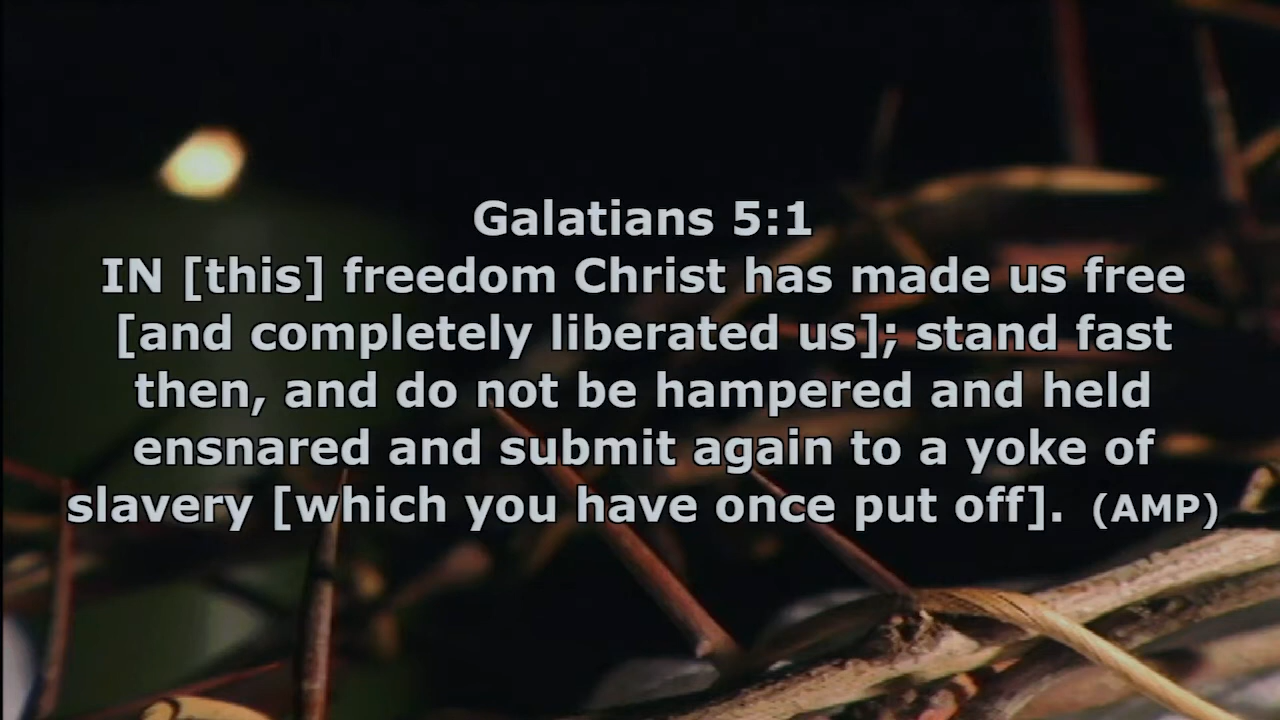 Galatians 5:1
IN [this] freedom Christ has made us free
[and completely liberated us]; stand fast
then, and do not be hampered and held
ensnared and submit again to a yoke of
slavery [which you have once put off]. (AMP)